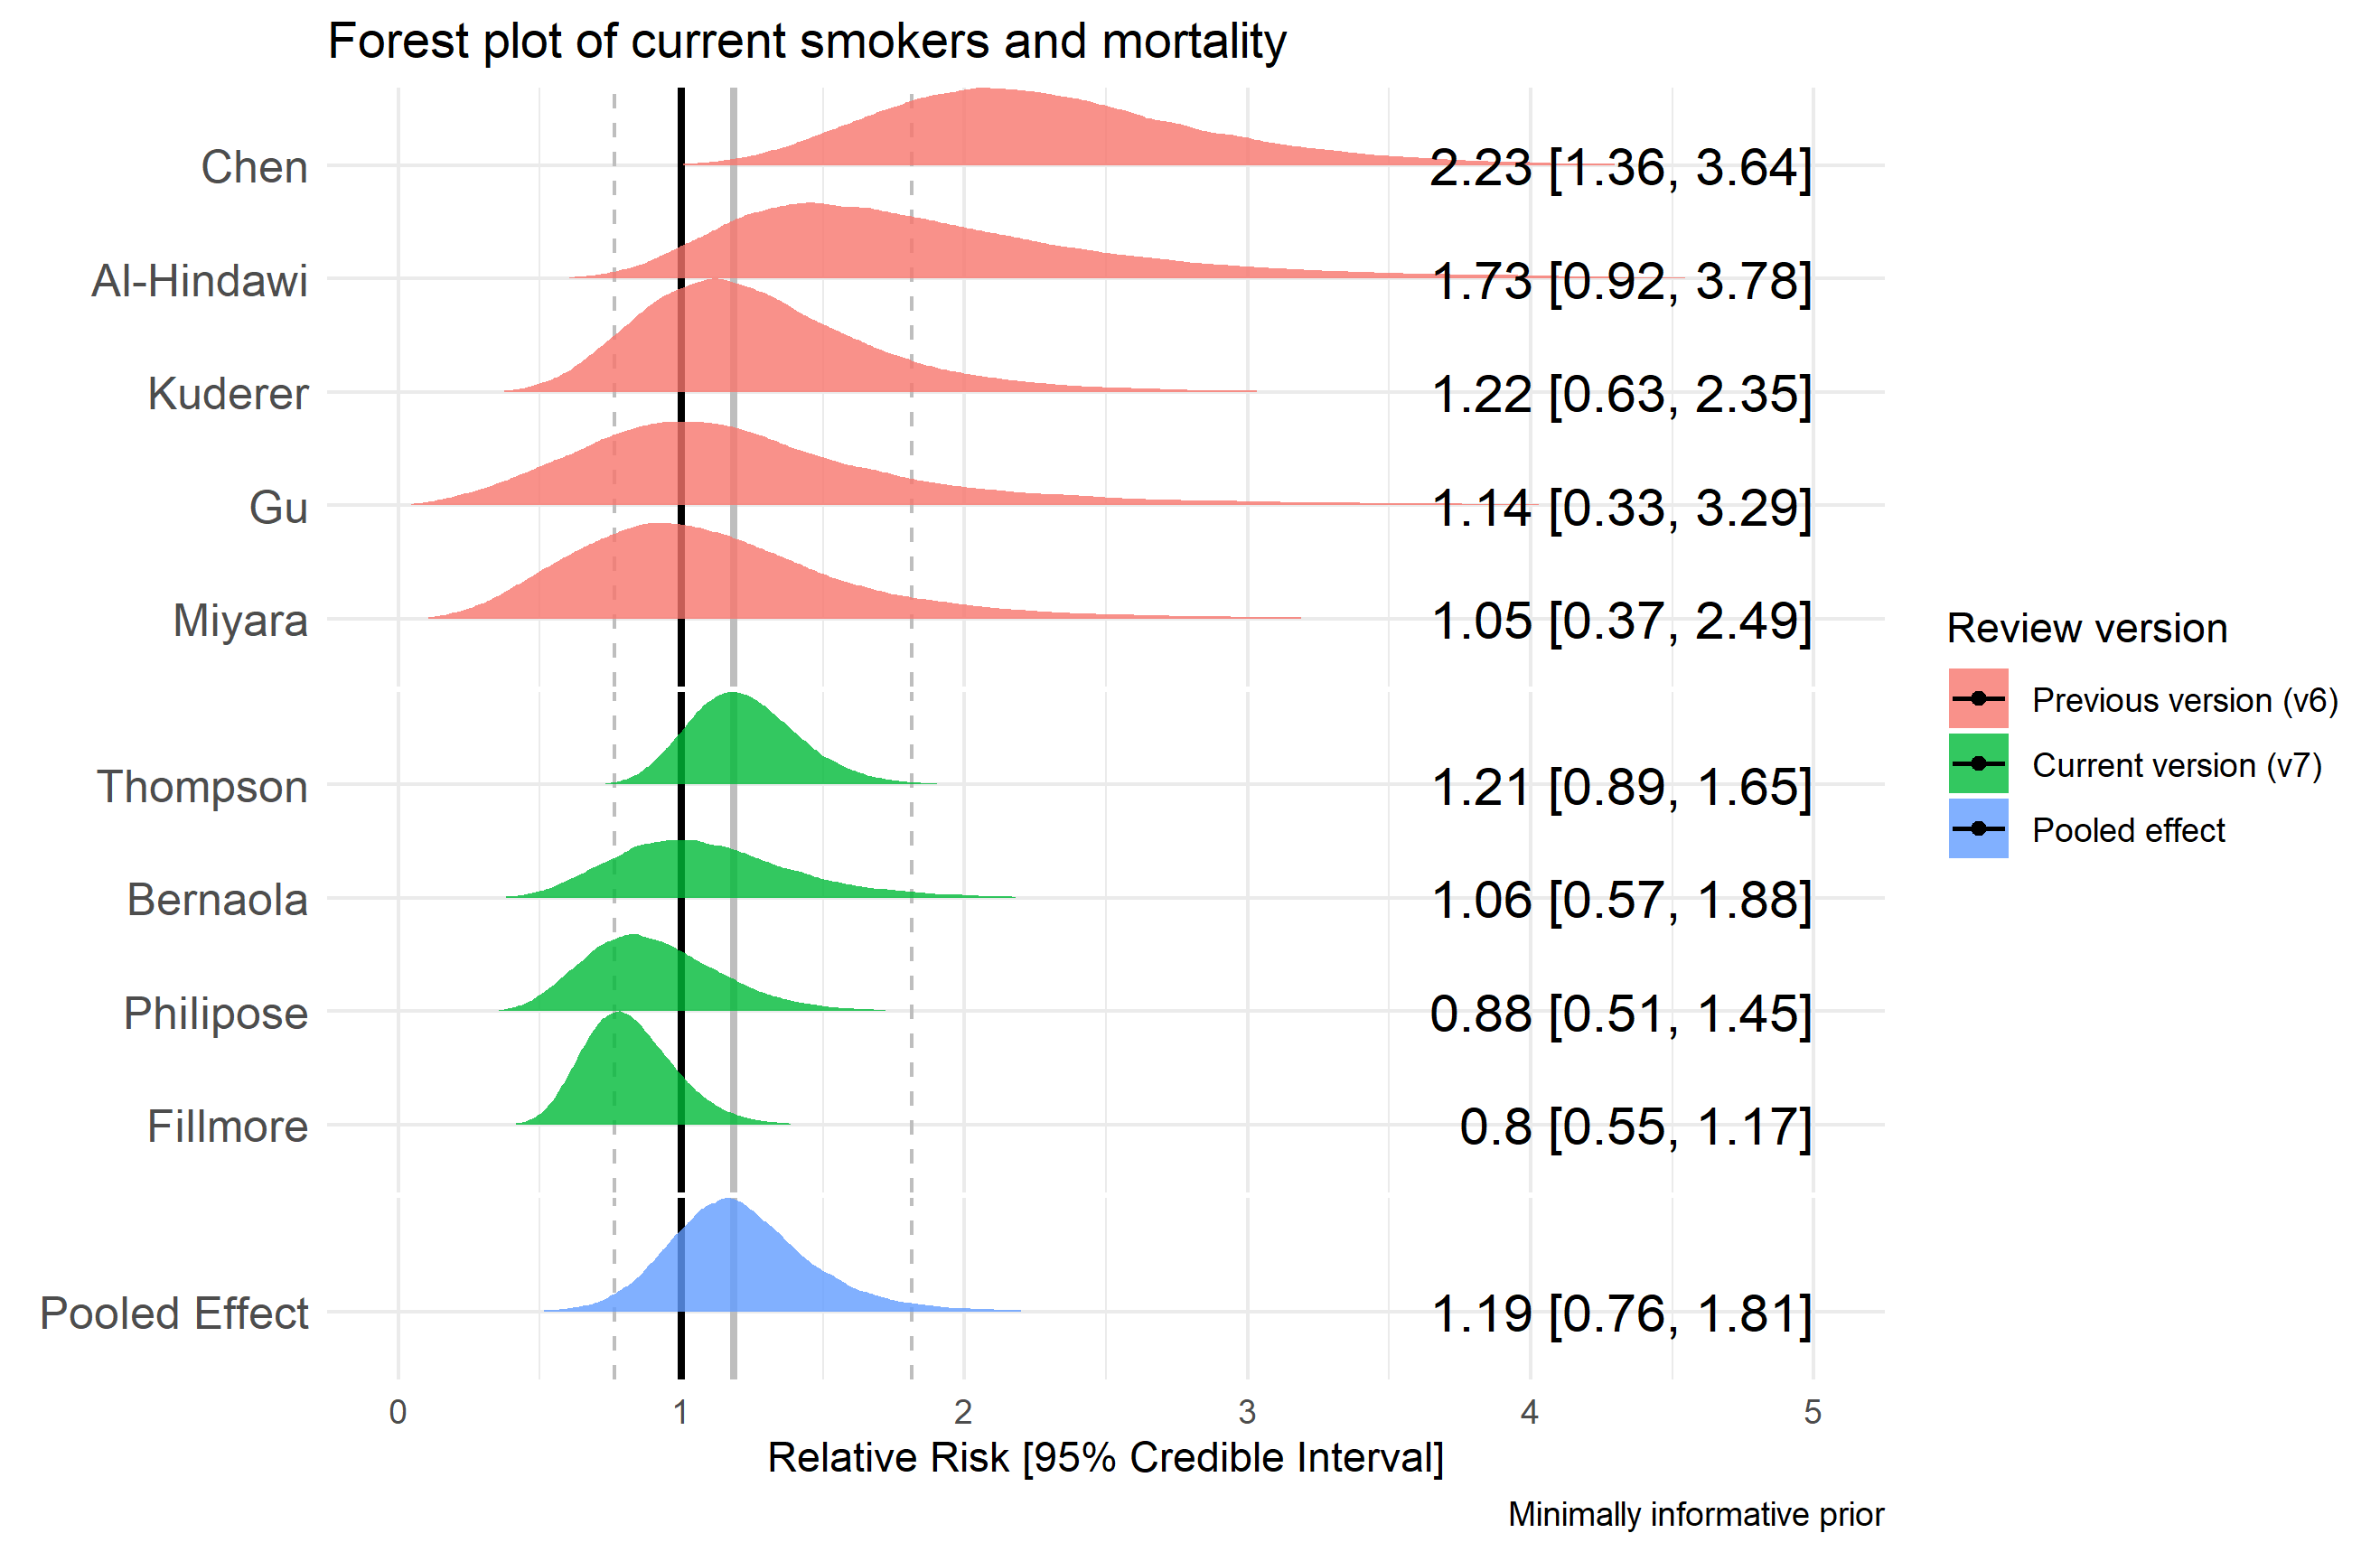 Forest plot of current smokers and mortality
Chen 2.23 [1.36, 3.64]
Al-Hindawi 1.73 [0.92, 3.78]
Kuderer 1.22 [0.63, 2.35]
Gu 1.14 [0.33, 3.29]
Miyara 1.05 [0.37, 2.49]
Thompson 1.21 [0.89, 1.65]
Bernaola 1.06 [0.57, 1.88]
Philipose 0.88 [0.51, 1.45]
Fillmore 0.8 [0.55, 1.17]
Pooled Effect 1.19 [0.76, 1.81]
0 1 2 3 4 5
Relative Risk [95% Credible Interval]
Minimally informative prior
Review version
Previous version (v6)
Current version (v7)
Pooled effect